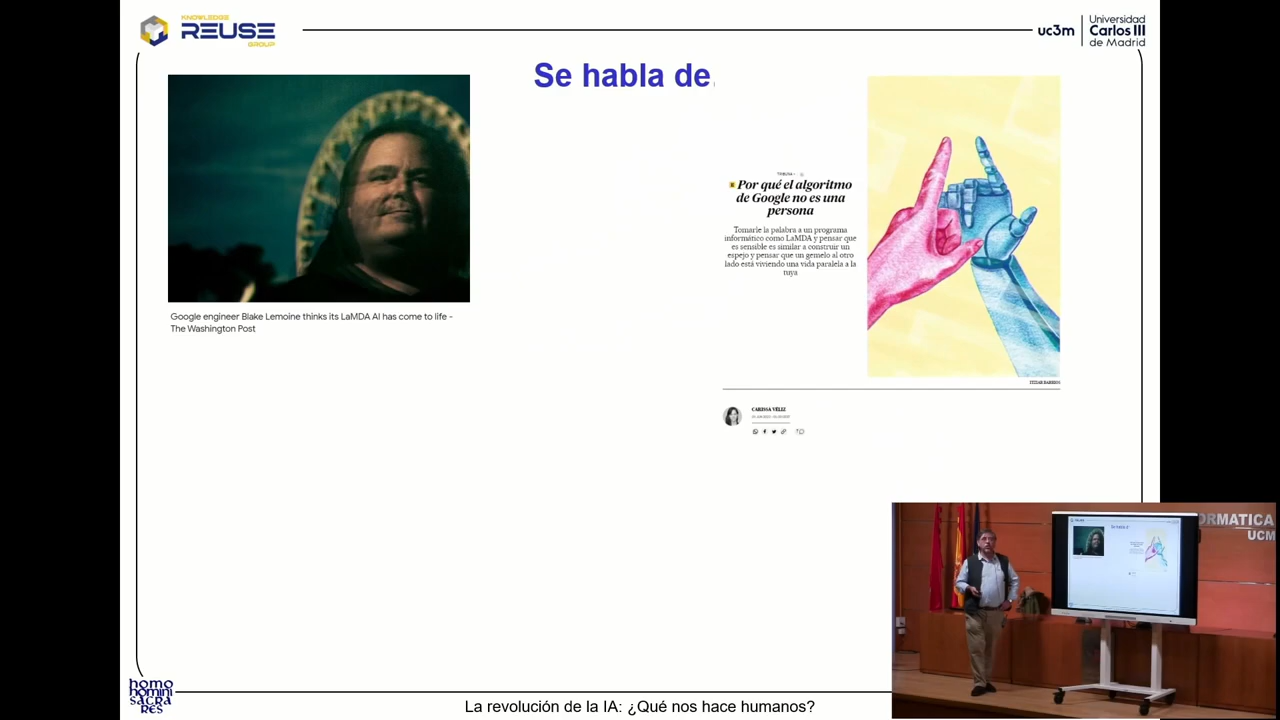 KNOWLEDGE
REUSE
GROUP
uc3m
Universidad
Carlos III
de Madrid
Se habla de
Google engineer Blake Lemoine thinks its LaMDA AI has come to life -
The Washington Post
TRIBUNA
Por qué el algoritmo
de Google no es una
persona
Tomarle la palabra a un programa
informático como LaMDA y pensar que
es sensible es similar a construir un
espejo y pensar que un gemelo al otro
lado está viviendo una vida paralela a la
tuya
CARISSA VÉLIZ
ORMATICA
UCM
Se habla d
homo
homini
sacra
res
La revolución de la IA: ¿Qué nos hace humanos?